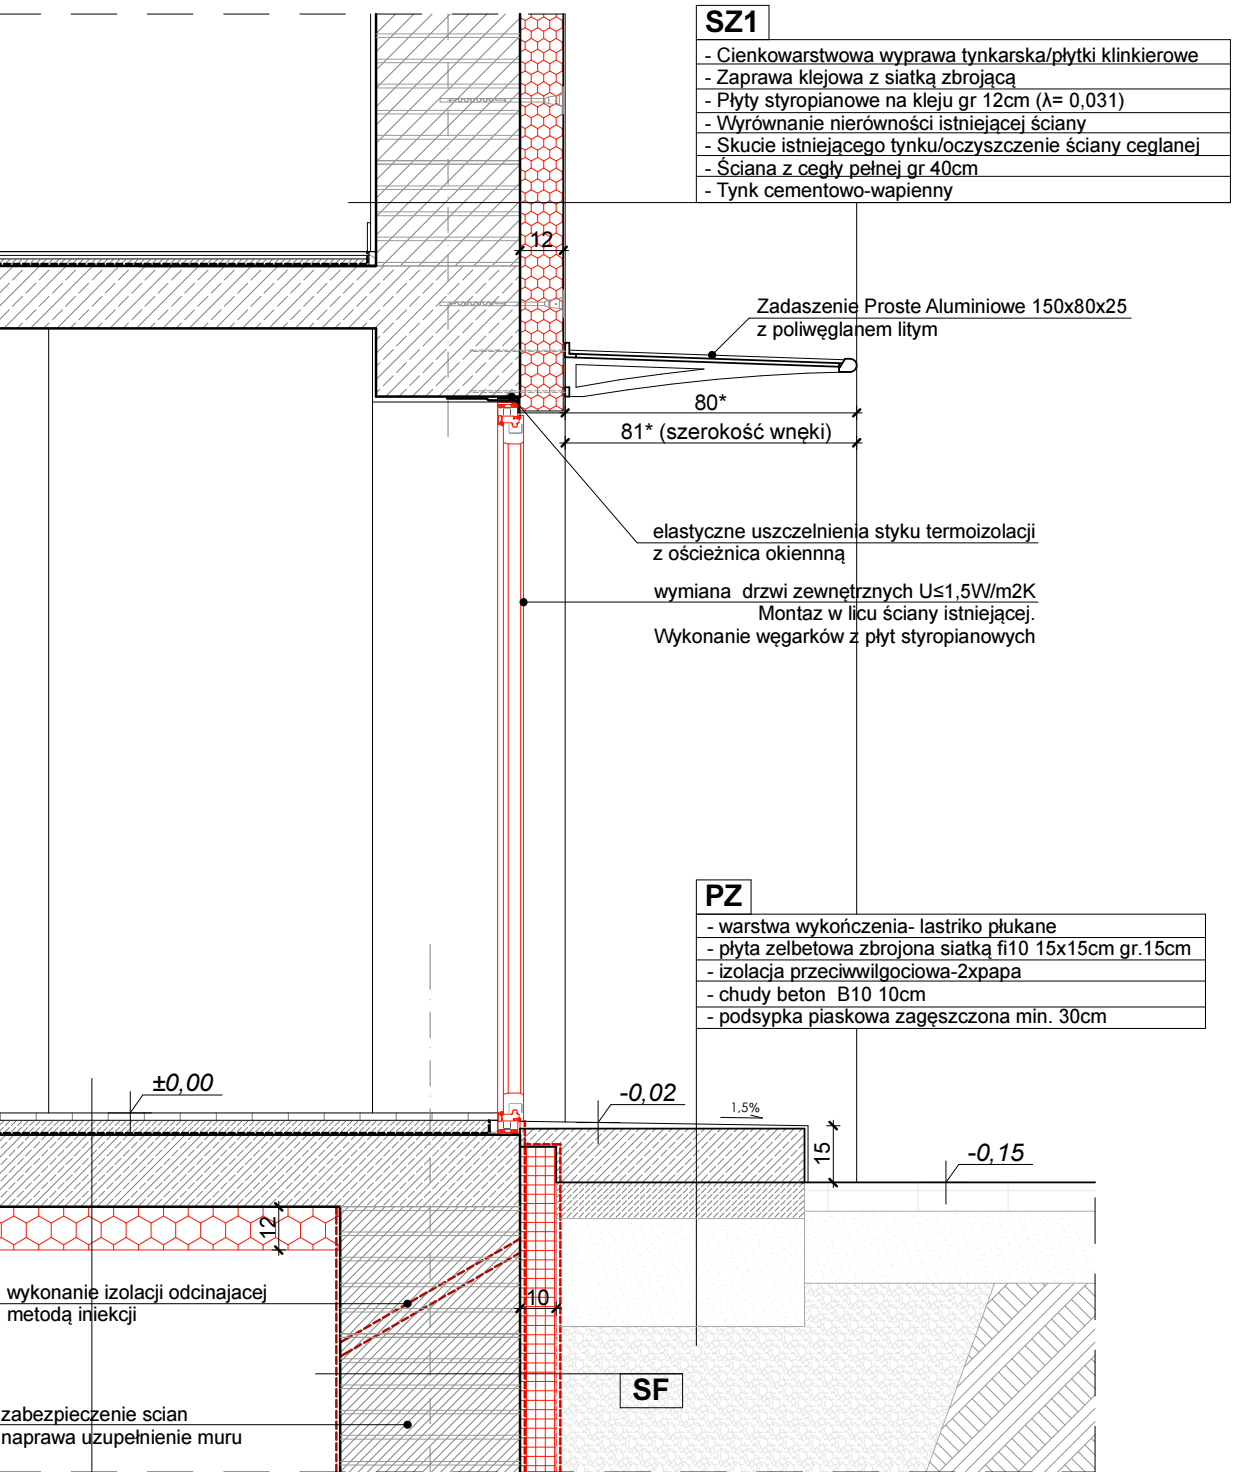 SZ1
- Cienkowarstwowa wyprawa tynkarska/płytki klinkierowe
- Zaprawa klejowa z siatką zbrojącą
- Płyty styropianowe na kleju gr 12cm (λ= 0,031)
- Wyrównanie nierówności istniejącej ściany
- Skucie istniejącego tynku/oczyszczenie ściany ceglanej
- Ściana z cegły pełnej gr 40cm
- Tynk cementowo-wapienny
12
Zadaszenie Proste Aluminiowe 150x80x25
z poliwęglanem litym
80*
81* (szerokość wnęki)
elastyczne uszczelnienia styku termoizolacji
z ościeżnica okiennną
wymiana drzwi zewnętrznych U≤1,5W/m2K
Montaz w licu ściany istniejącej.
Wykonanie węgarków z płyt styropianowych
PZ
- warstwa wykończenia- lastriko płukane
- płyta zelbetowa zbrojona siatką fi10 15x15cm gr.15cm
- izolacja przeciwwilgociowa-2xpapa
- chudy beton B10 10cm
- podsypka piaskowa zagęszczona min. 30cm
±0,00
-0,02
1,5%
15
-0,15
12
wykonanie izolacji odcinajacej
metodą iniekcji
10
SF
zabezpieczenie scian
naprawa uzupełnienie muru